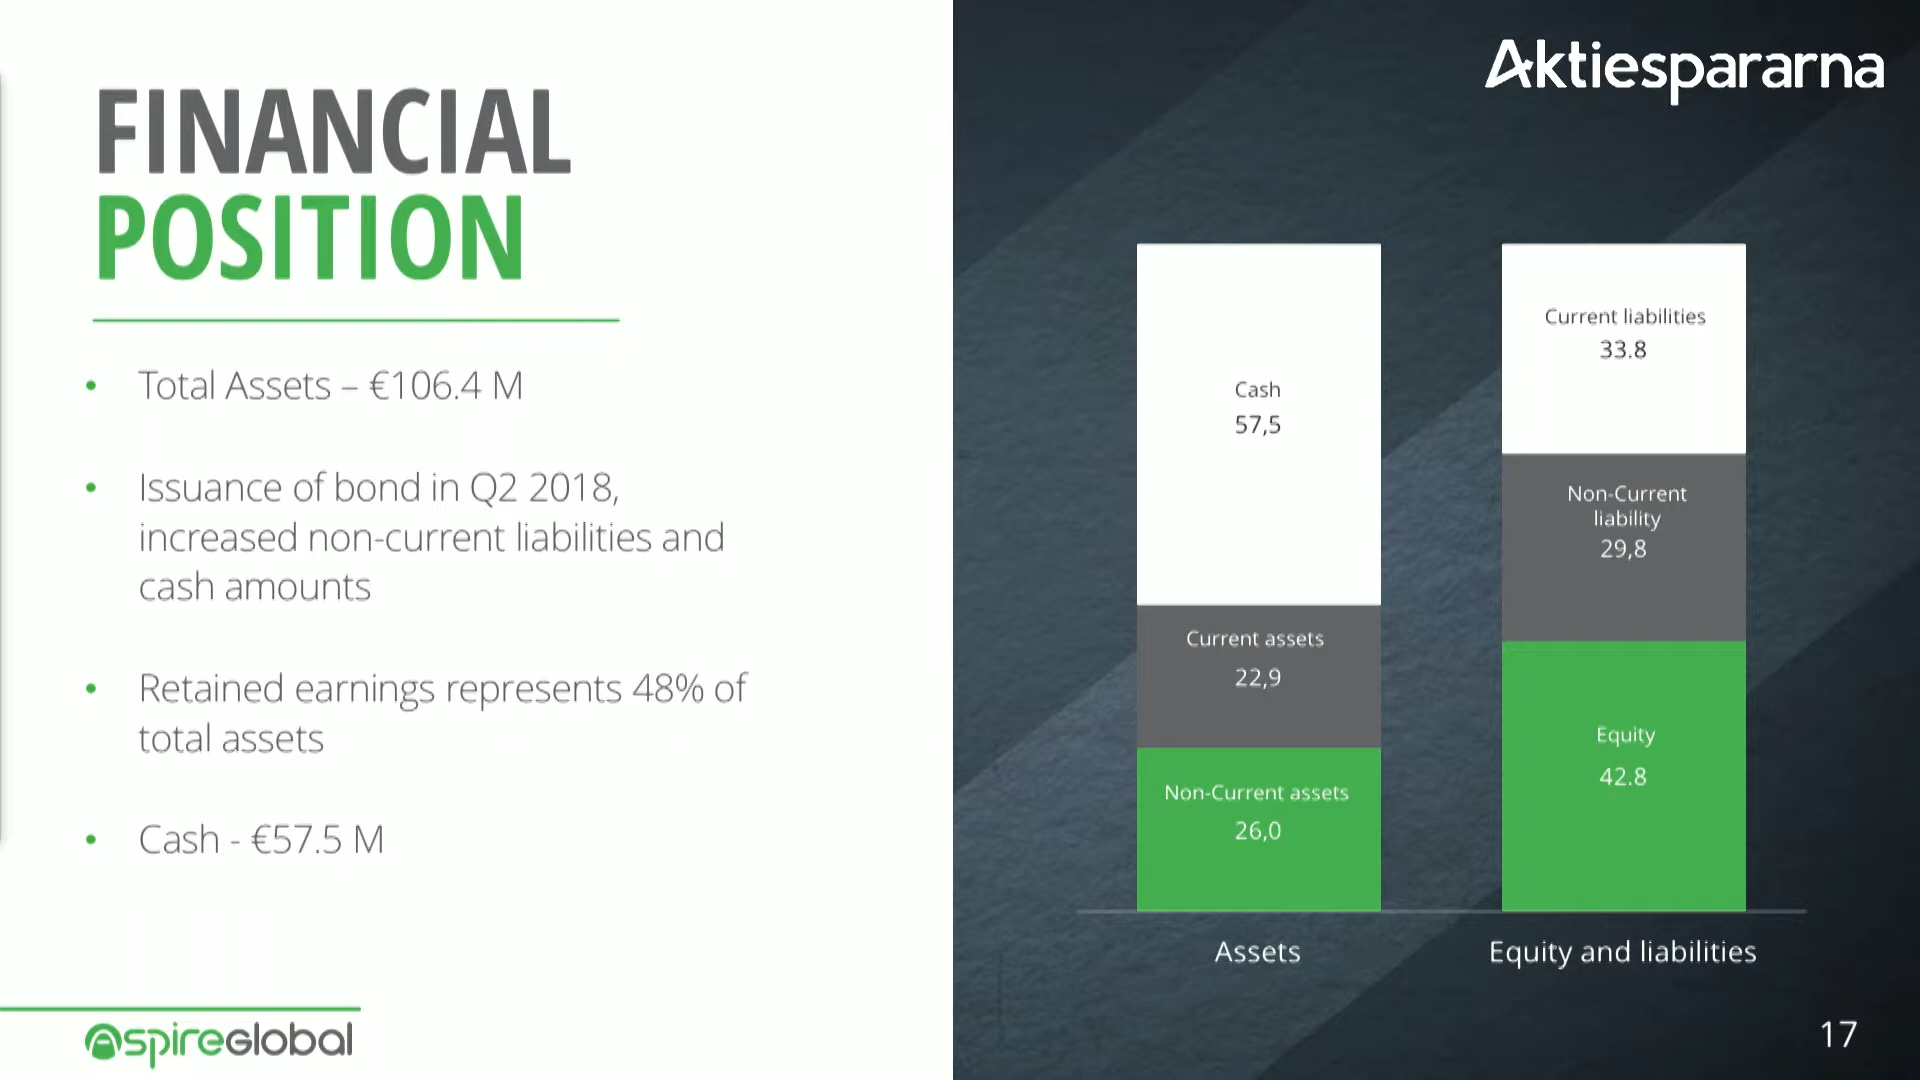 FINANCIAL
POSITION
• Total Assets – €106.4 M
• Issuance of bond in Q2 2018,
increased non-current liabilities and
cash amounts
• Retained earnings represents 48% of
total assets
• Cash - €57.5 M
AspireGlobal
Aktiespararna
Cash
57,5
Current assets
22,9
Non-Current assets
26,0
Assets
Current liabilities
33.8
Non-Current
liability
29,8
Equity
42.8
Equity and liabilities
17